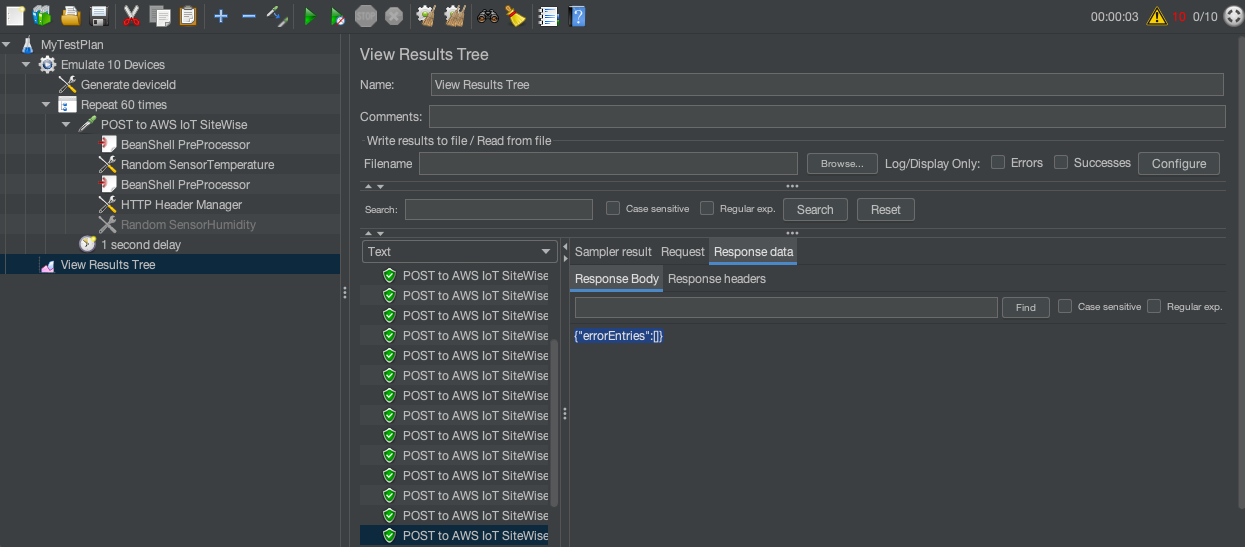 STOP
00:00:03 10 0/10
MyTestPlan
Emulate 10 Devices
Generate deviceId
Repeat 60 times
POST to AWS IoT SiteWise
BeanShell PreProcessor
Random SensorTemperature
BeanShell PreProcessor
HTTP Header Manager
Random SensorHumidity
1 second delay
View Results Tree
View Results Tree
Name: View Results Tree
Comments:
Write results to file / Read from file
Filename Browse... Log/Display Only: Errors Successes Configure
Search: Case sensitive Regular exp. Search Reset
Text
POST to AWS IoT SiteWise
POST to AWS IoT SiteWise
POST to AWS IoT SiteWise
POST to AWS IoT SiteWise
POST to AWS IoT SiteWise
POST to AWS IoT SiteWise
POST to AWS IoT SiteWise
POST to AWS IoT SiteWise
POST to AWS IoT SiteWise
POST to AWS IoT SiteWise
POST to AWS IoT SiteWise
POST to AWS IoT SiteWise
POST to AWS IoT SiteWise
POST to AWS IoT SiteWise
Sampler result Request Response data
Response Body Response headers
Find Case sensitive Regular exp.
{"errorEntries":[]}